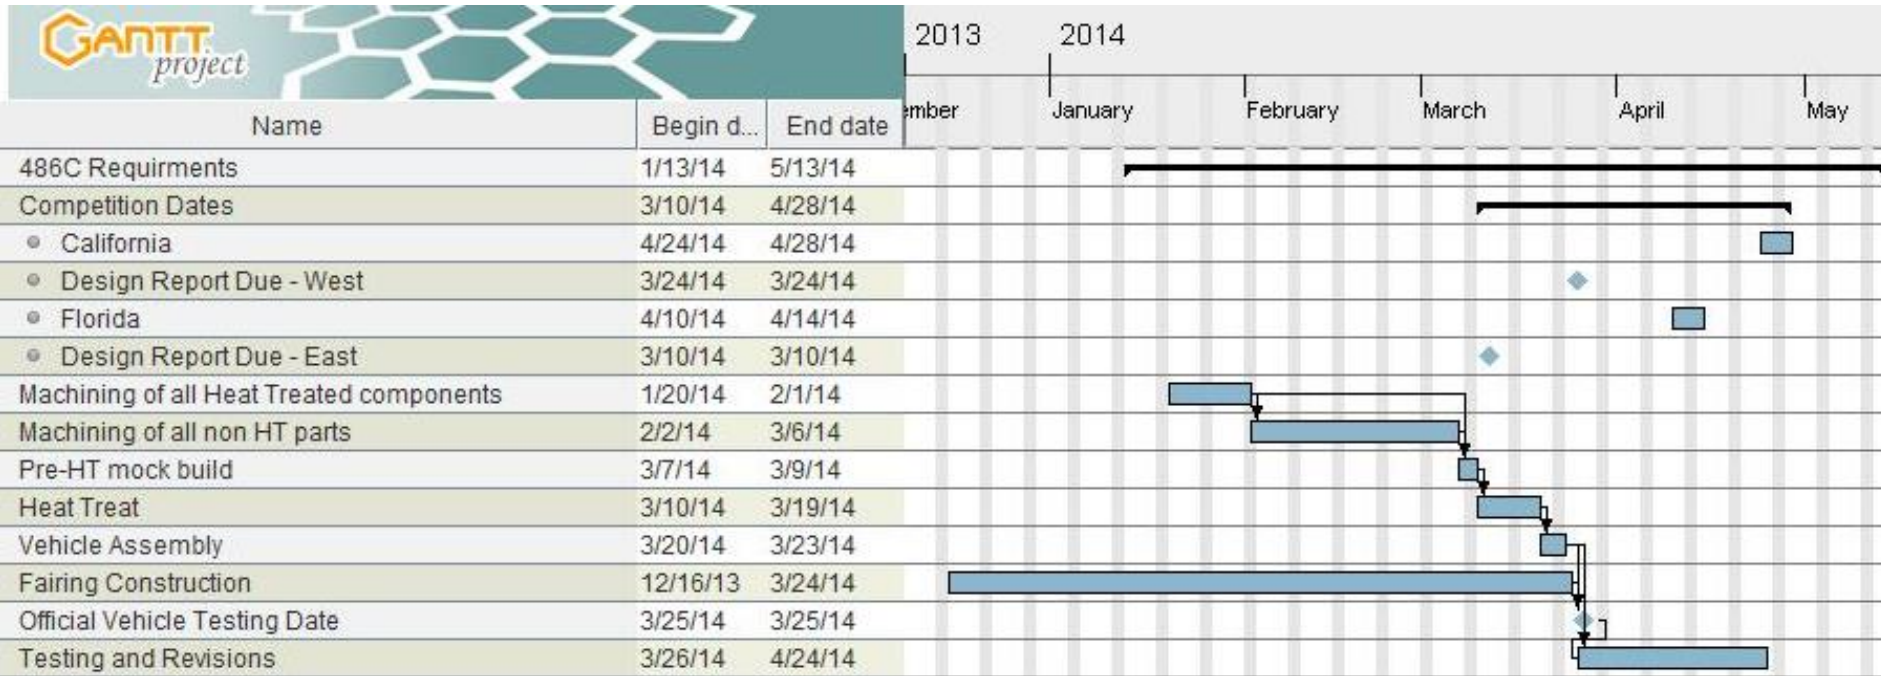 GANTT
project
2013 2014
ember January February March April May
Name Begin d... End date
486C Requirments 1/13/14 5/13/14
Competition Dates 3/10/14 4/28/14
California 4/24/14 4/28/14
Design Report Due - West 3/24/14 3/24/14
Florida 4/10/14 4/14/14
Design Report Due - East 3/10/14 3/10/14
Machining of all Heat Treated components 1/20/14 2/1/14
Machining of all non HT parts 2/2/14 3/6/14
Pre-HT mock build 3/7/14 3/9/14
Heat Treat 3/10/14 3/19/14
Vehicle Assembly 3/20/14 3/23/14
Fairing Construction 12/16/13 3/24/14
Official Vehicle Testing Date 3/25/14 3/25/14
Testing and Revisions 3/26/14 4/24/14